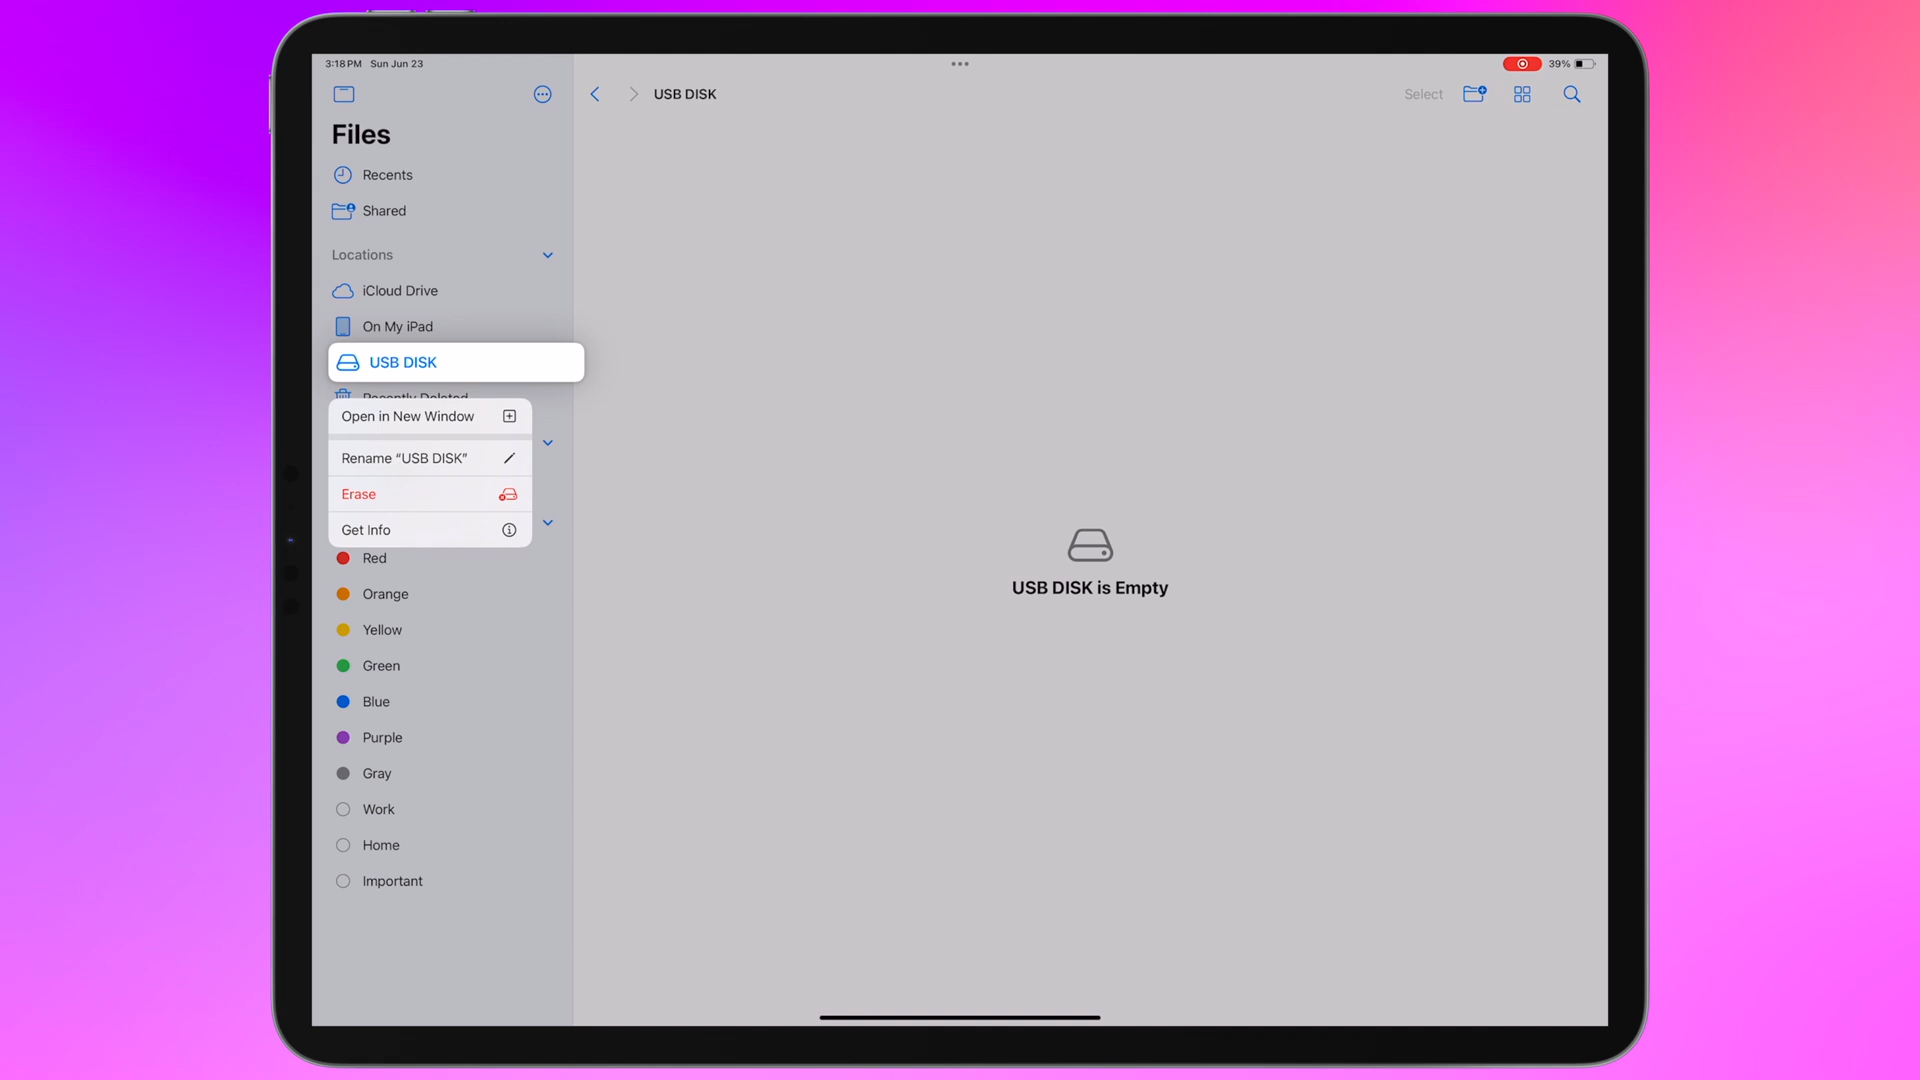 3:18 PM Sun Jun 23
39%
Files
Recents
Shared
Locations
iCloud Drive
On My iPad
USB DISK
Recently Deleted
Open in New Window
Rename “USB DISK”
Erase
Get Info
Red
Orange
Yellow
Green
Blue
Purple
Gray
Work
Home
Important
USB DISK
Select
USB DISK is Empty